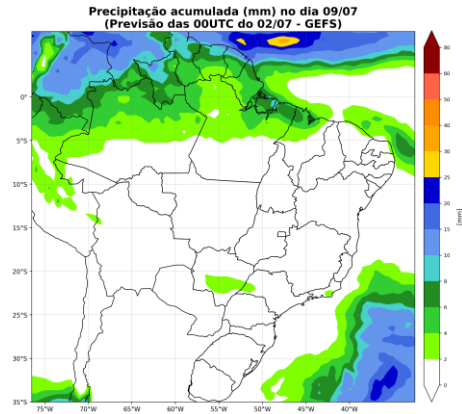 Precipitação acumulada (mm) no dia 09/07
(Previsão das 00UTC do 02/07 - GEFS)
0°
5°S
10°S
15°S
20°S
25°S
30°S
35°S
75°W
70°W
65°W
60°W
55°W
50°W
45°W
40°W
80
60
50
40
30
25
20
15
10
8
6
4
2
0
[mm]